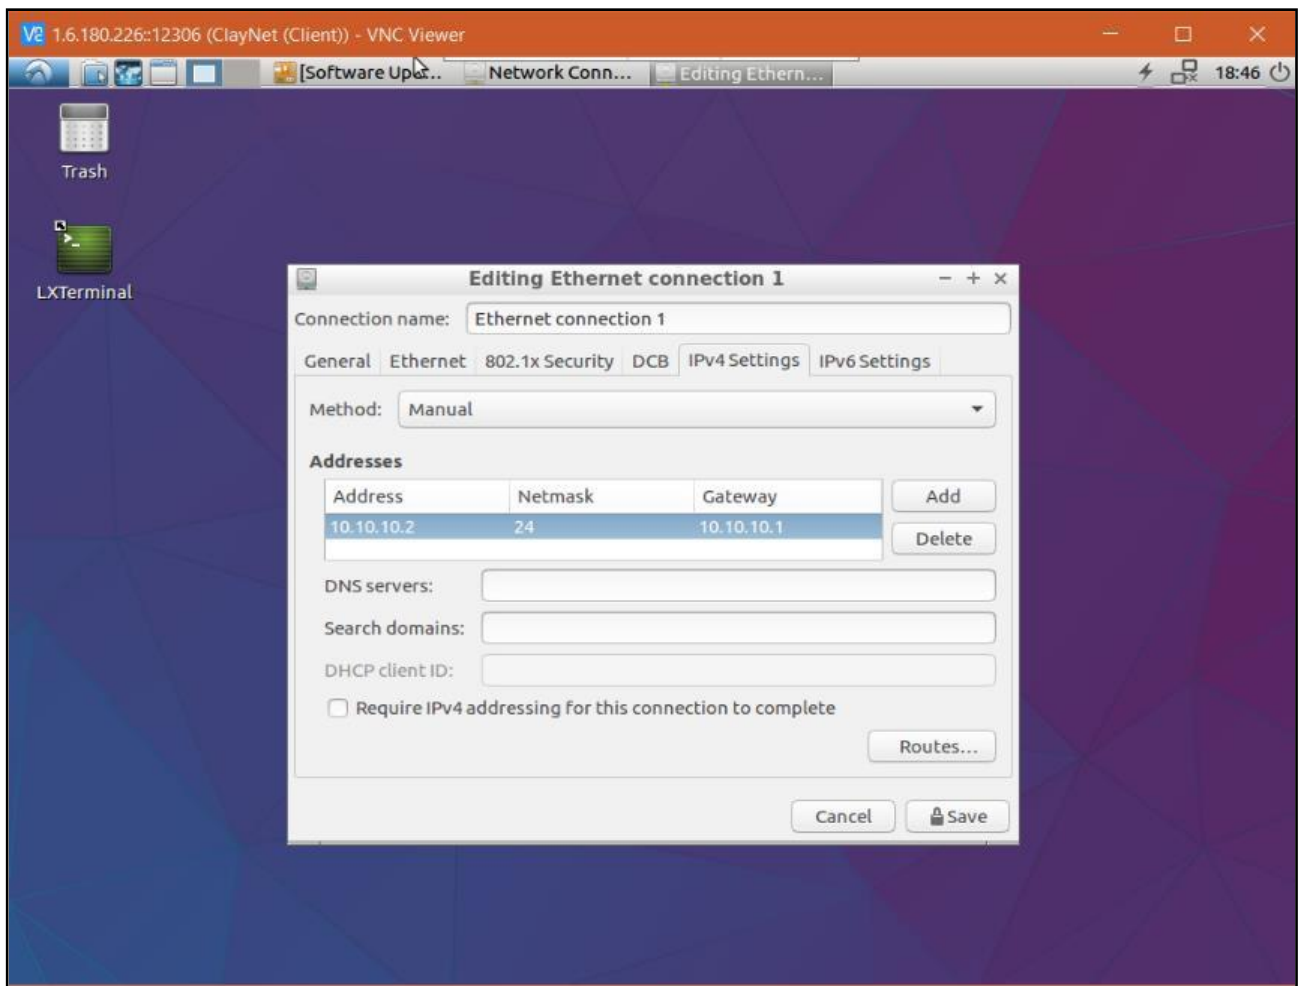 1.6.180.226::12306 (ClayNet (Client)) - VNC Viewer
[Software Upd... Network Conn... Editing Ethern... 18:46
Trash
LXTerminal
Editing Ethernet connection 1
Connection name: Ethernet connection 1
General Ethernet 802.1x Security DCB IPv4 Settings IPv6 Settings
Method: Manual
Addresses
Address Netmask Gateway Add
10.10.10.2 24 10.10.10.1
Delete
DNS servers:
Search domains:
DHCP client ID:
Require IPv4 addressing for this connection to complete
Routes...
Cancel Save